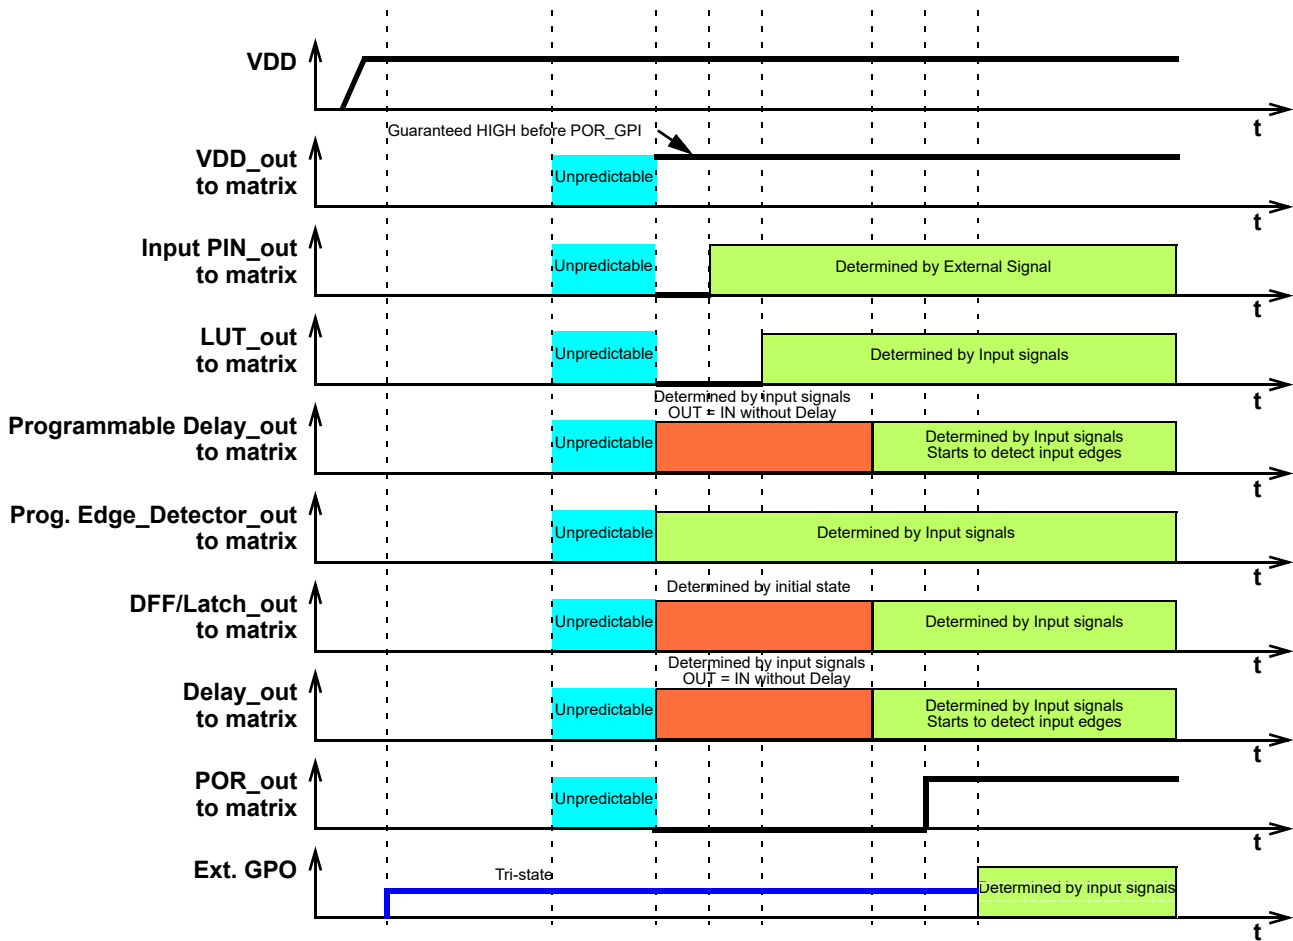 VDD
t
Guaranteed HIGH before POR_GPI
VDD_out
to matrix
Unpredictable
t
Input PIN_out
to matrix
Unpredictable
Determined by External Signal
t
LUT_out
to matrix
Unpredictable
Determined by Input signals
t
Determined by input signals
OUT = IN without Delay
Programmable Delay_out
to matrix
Unpredictable
Determined by Input signals
Starts to detect input edges
t
Prog. Edge_Detector_out
to matrix
Unpredictable
Determined by Input signals
t
Determined by initial state
DFF/Latch_out
to matrix
Unpredictable
Determined by Input signals
t
Determined by input signals
OUT = IN without Delay
Delay_out
to matrix
Unpredictable
Determined by Input signals
Starts to detect input edges
t
POR_out
to matrix
Unpredictable
t
Ext. GPO
Tri-state
Determined by input signals
t